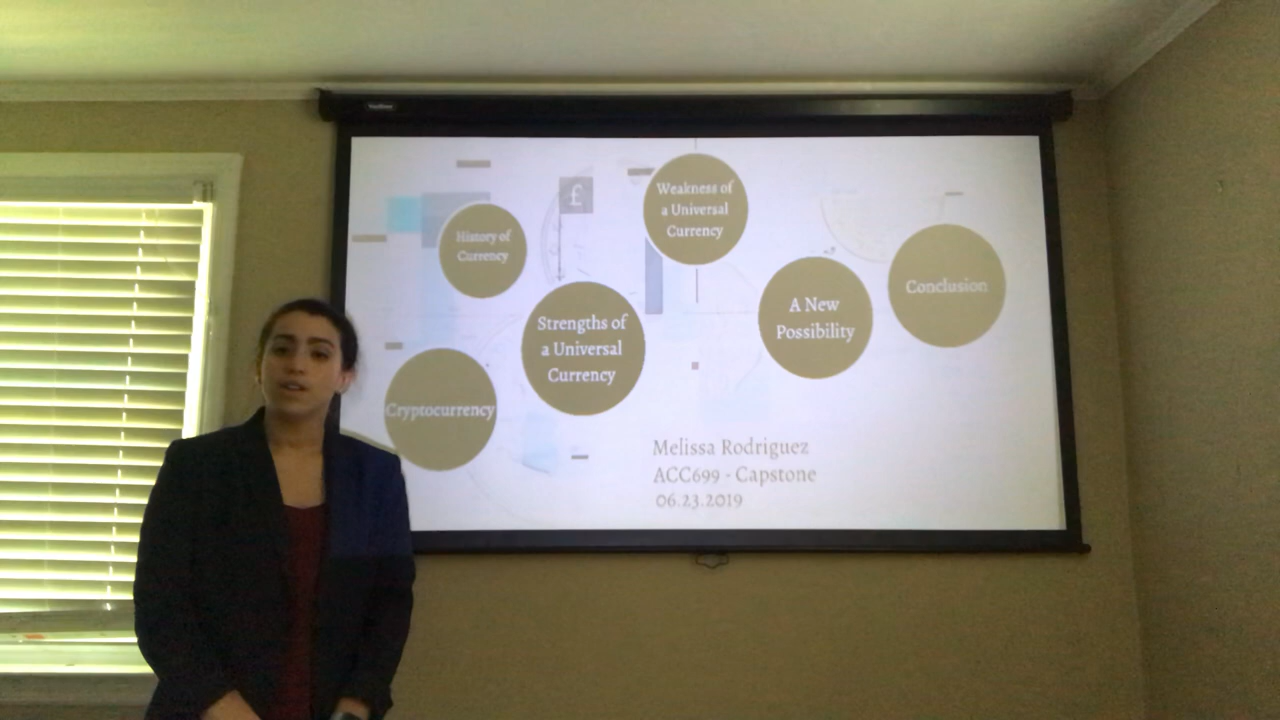 History of
Currency
Cryptocurrency
£
Strengths of
a Universal
Currency
Weakness of
a Universal
Currency
A New
Possibility
Conclusion
Melissa Rodriguez
ACC699 - Capstone
06.23.2019